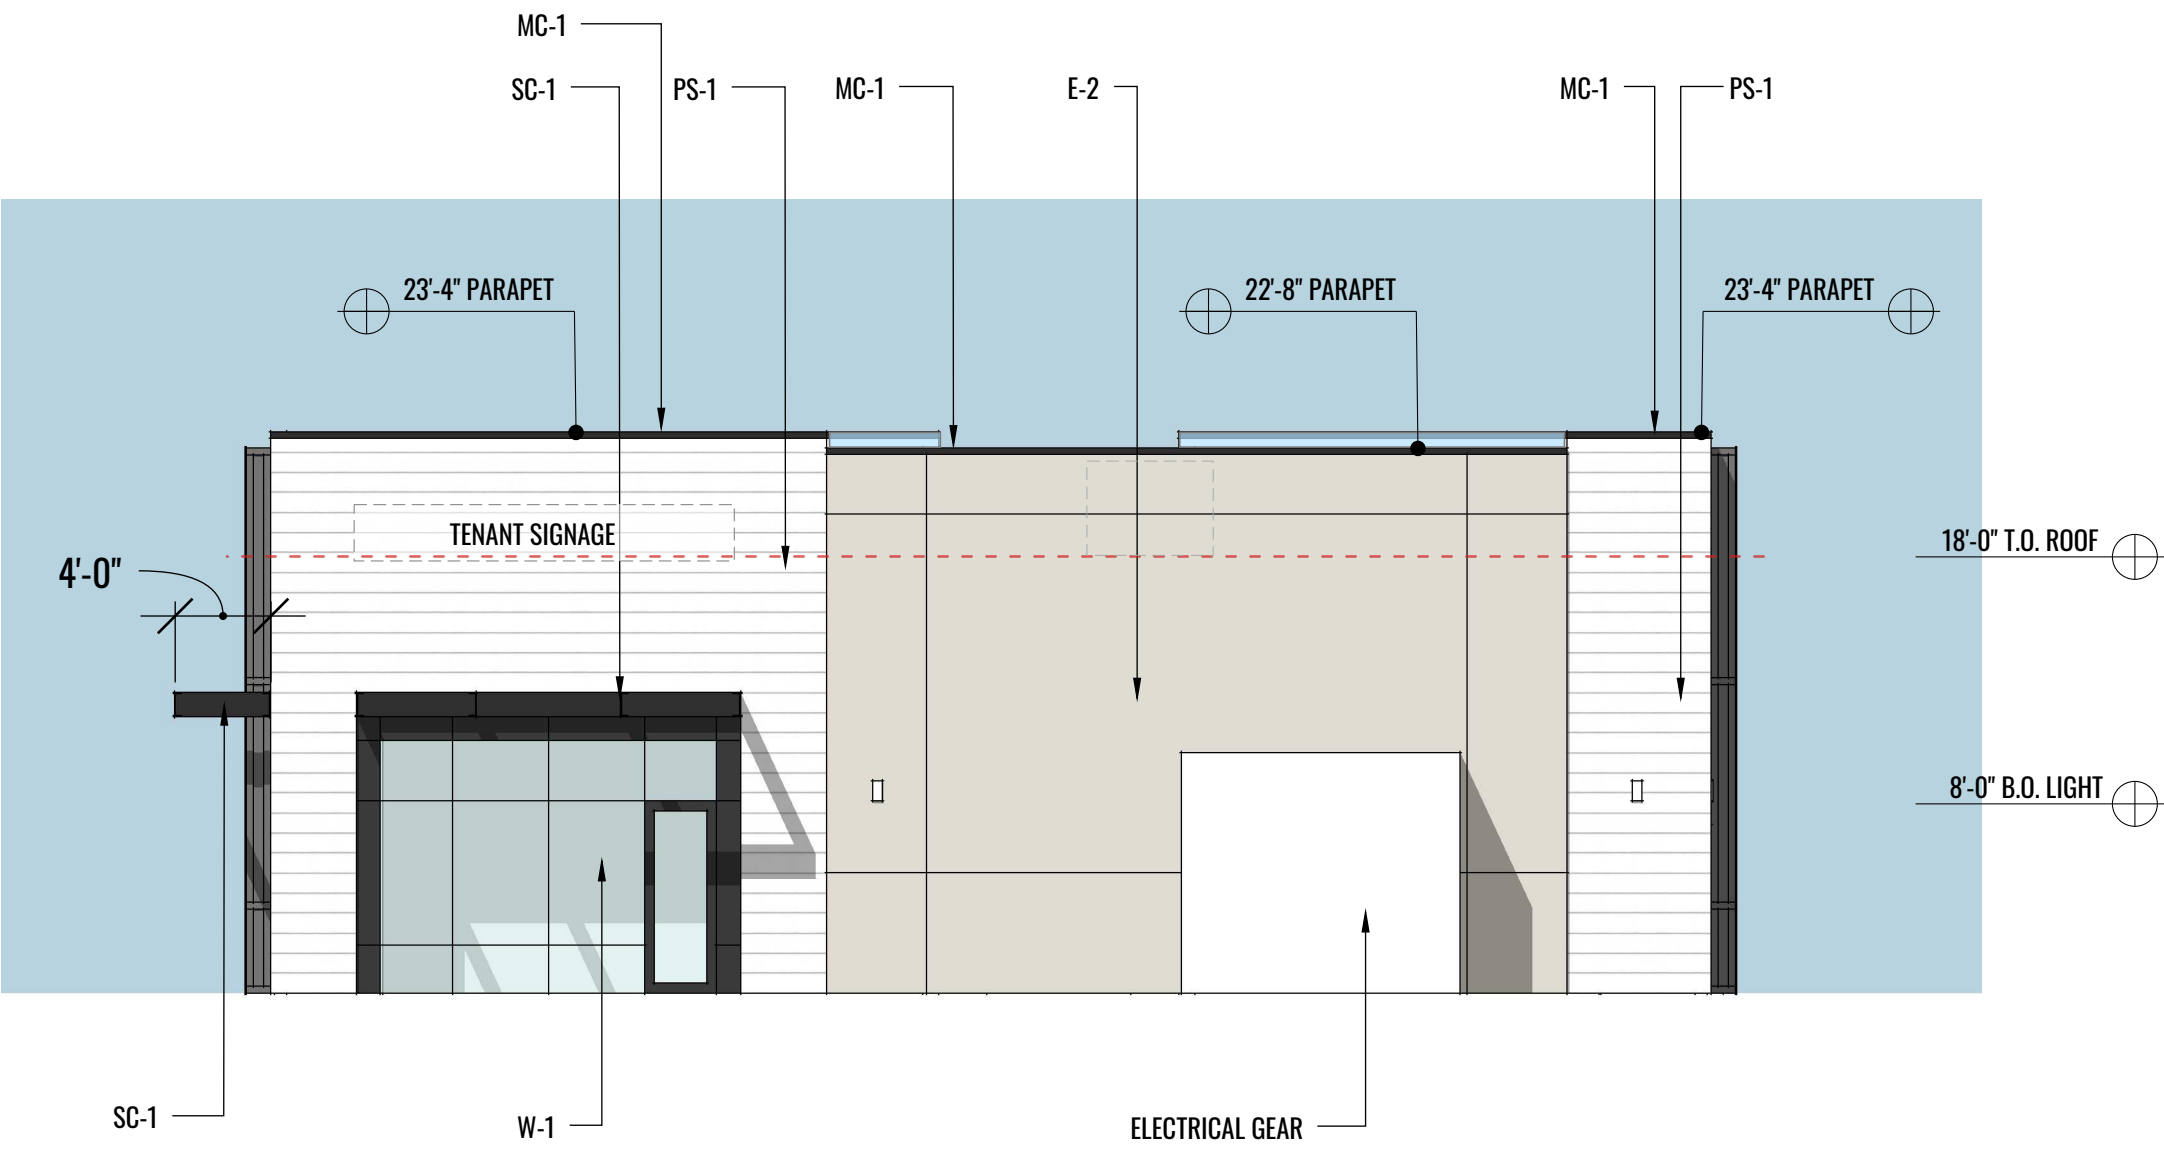 MC-1
SC-1
PS-1
MC-1
E-2
MC-1
PS-1
23'-4" PARAPET
22'-8" PARAPET
23'-4" PARAPET
TENANT SIGNAGE
18'-0" T.O. ROOF
4'-0"
8'-0" B.O. LIGHT
SC-1
W-1
ELECTRICAL GEAR